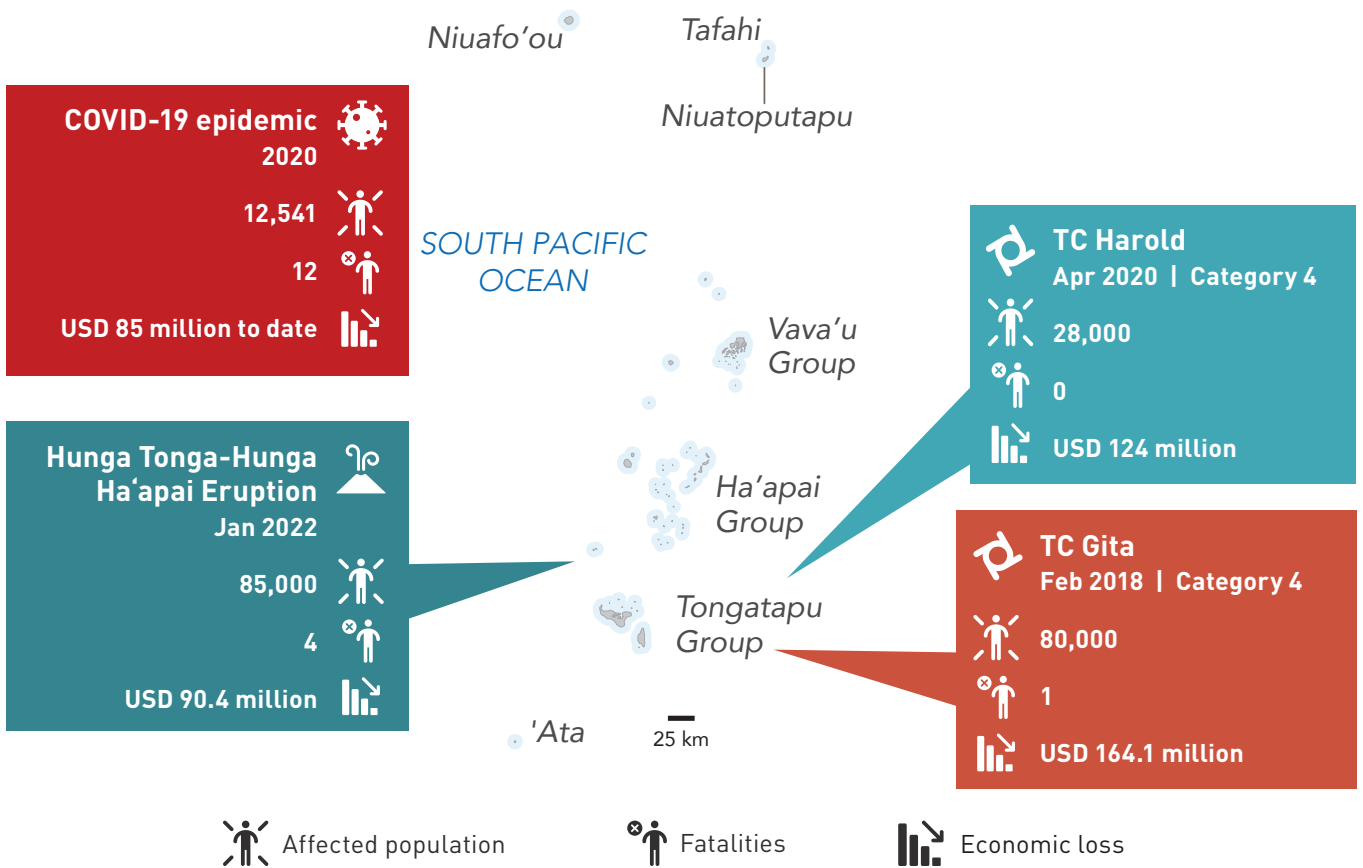 Niuafo'ou
Tafahi
Niuatoputapu
COVID-19 epidemic
2020
12,541
12
USD 85 million to date
SOUTH PACIFIC
OCEAN
TC Harold
Apr 2020 | Category 4
28,000
0
USD 124 million
Vava'u
Group
Hunga Tonga-Hunga
Ha‘apai Eruption
Jan 2022
85,000
4
USD 90.4 million
Ha'apai
Group
TC Gita
Feb 2018 | Category 4
80,000
1
USD 164.1 million
Tongatapu
Group
'Ata
25 km
Affected population
Fatalities
Economic loss